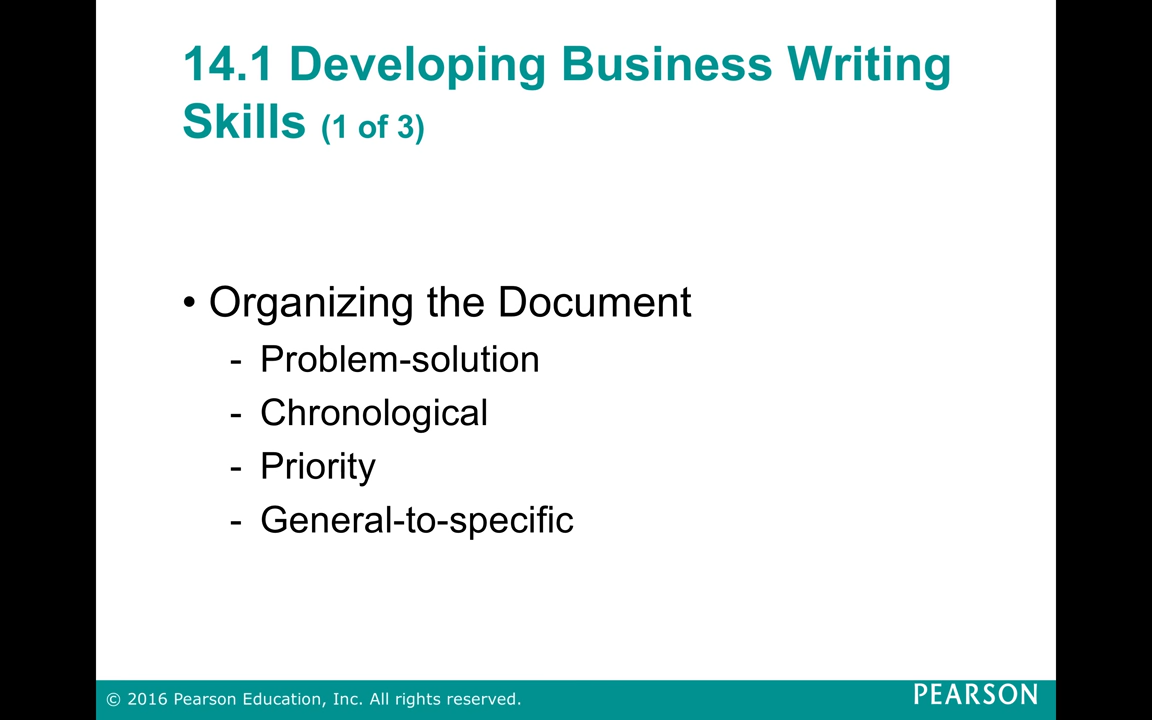 14.1 Developing Business Writing
Skills (1 of 3)
• Organizing the Document
- Problem-solution
- Chronological
- Priority
- General-to-specific
© 2016 Pearson Education, Inc. All rights reserved.
PEARSON